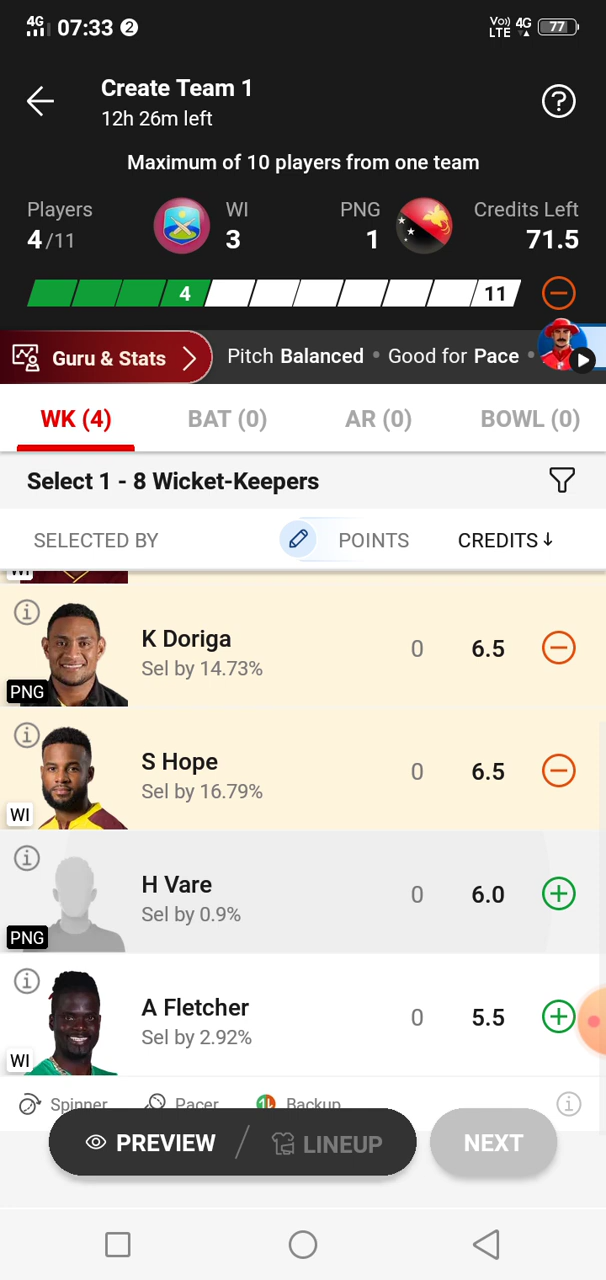 4G 07:33 2 Vo)) LTE 4G 77
Create Team 1
12h 26m left
Maximum of 10 players from one team
Players WI PNG Credits Left
4/11 3 1 71.5
4 11
Guru & Stats Pitch Balanced • Good for Pace •
WK (4) BAT (0) AR (0) BOWL (0)
Select 1 - 8 Wicket-Keepers
SELECTED BY POINTS CREDITS↓
WI
K Doriga 0 6.5
Sel by 14.73%
PNG
S Hope 0 6.5
Sel by 16.79%
WI
H Vare 0 6.0
Sel by 0.9%
PNG
A Fletcher 0 5.5
Sel by 2.92%
WI
Spinner Pacer Backup
PREVIEW / LINEUP NEXT